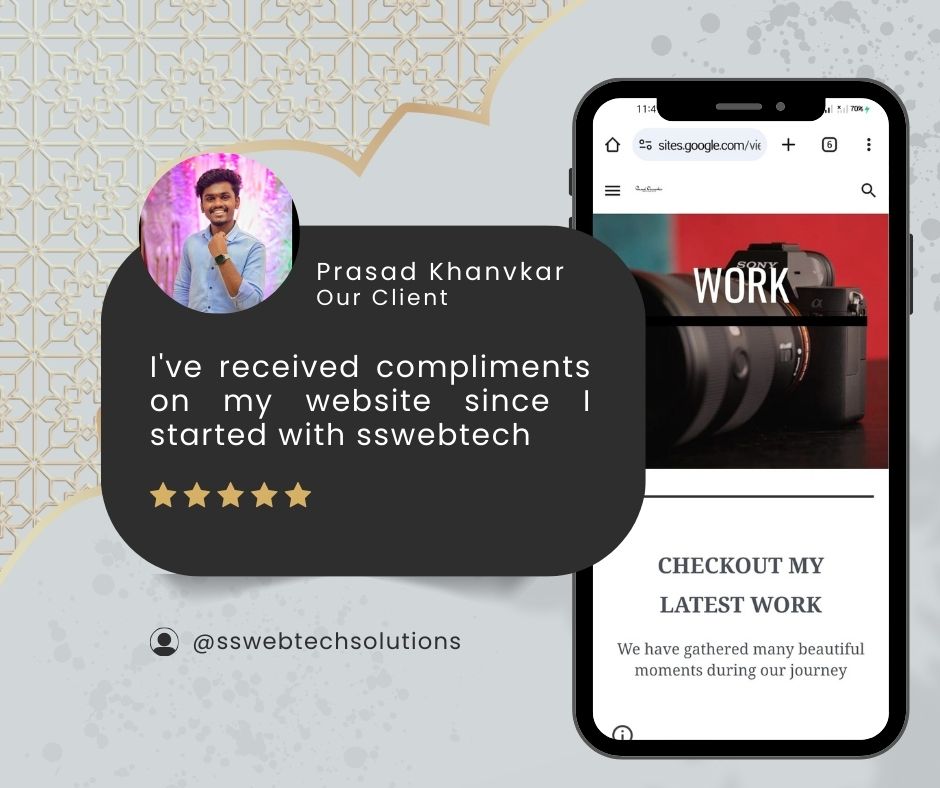 Prasad Khanvkar
Our Client
I've received compliments
on my website since I
started with sswebtech
@sswebtechsolutions
11:4
70%
sites.google.com/vie
6
SONY
α
WORK
CHECKOUT MY
LATEST WORK
We have gathered many beautiful
moments during our journey